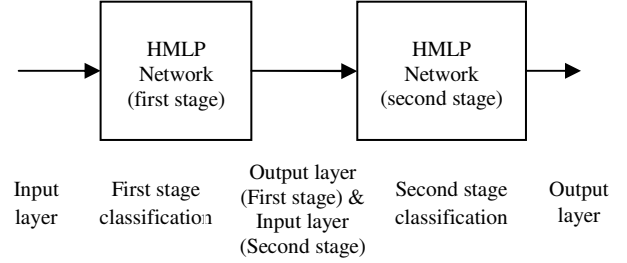 HMLP
Network
(first stage)
HMLP
Network
(second stage)
Input
layer
First stage
classification
Output layer
(First stage) &
Input layer
(Second stage)
Second stage
classification
Output
layer